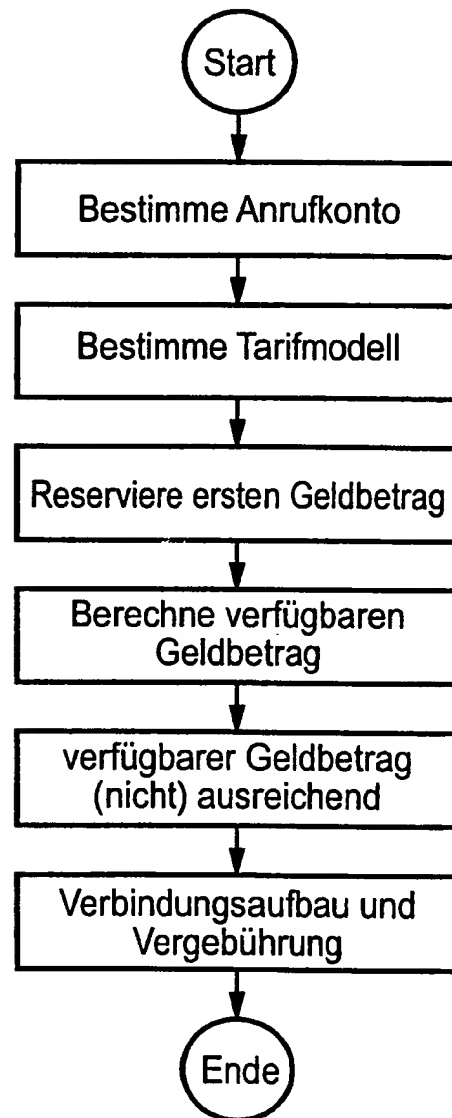 Start
Bestimme Anrufkonto
Bestimme Tarifmodell
Reserviere ersten Geldbetrag
Berechne verfügbaren
Geldbetrag
verfügbarer Geldbetrag
(nicht) ausreichend
Verbindungsaufbau und
Vergebührung
Ende